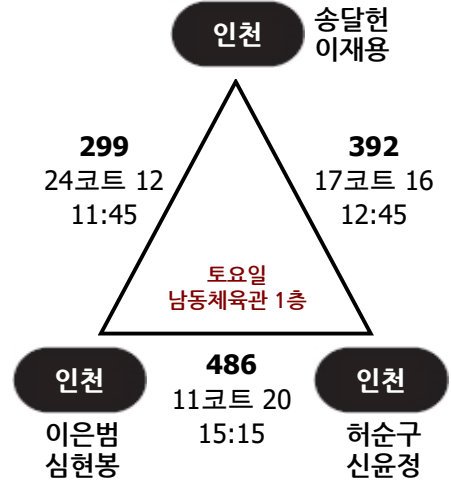 인천
송달헌
이재용
299
24코트 12
11:45
392
17코트 16
12:45
토요일
남동체육관 1층
인천
이은범
심현봉
486
11코트 20
15:15
인천
허순구
신윤정